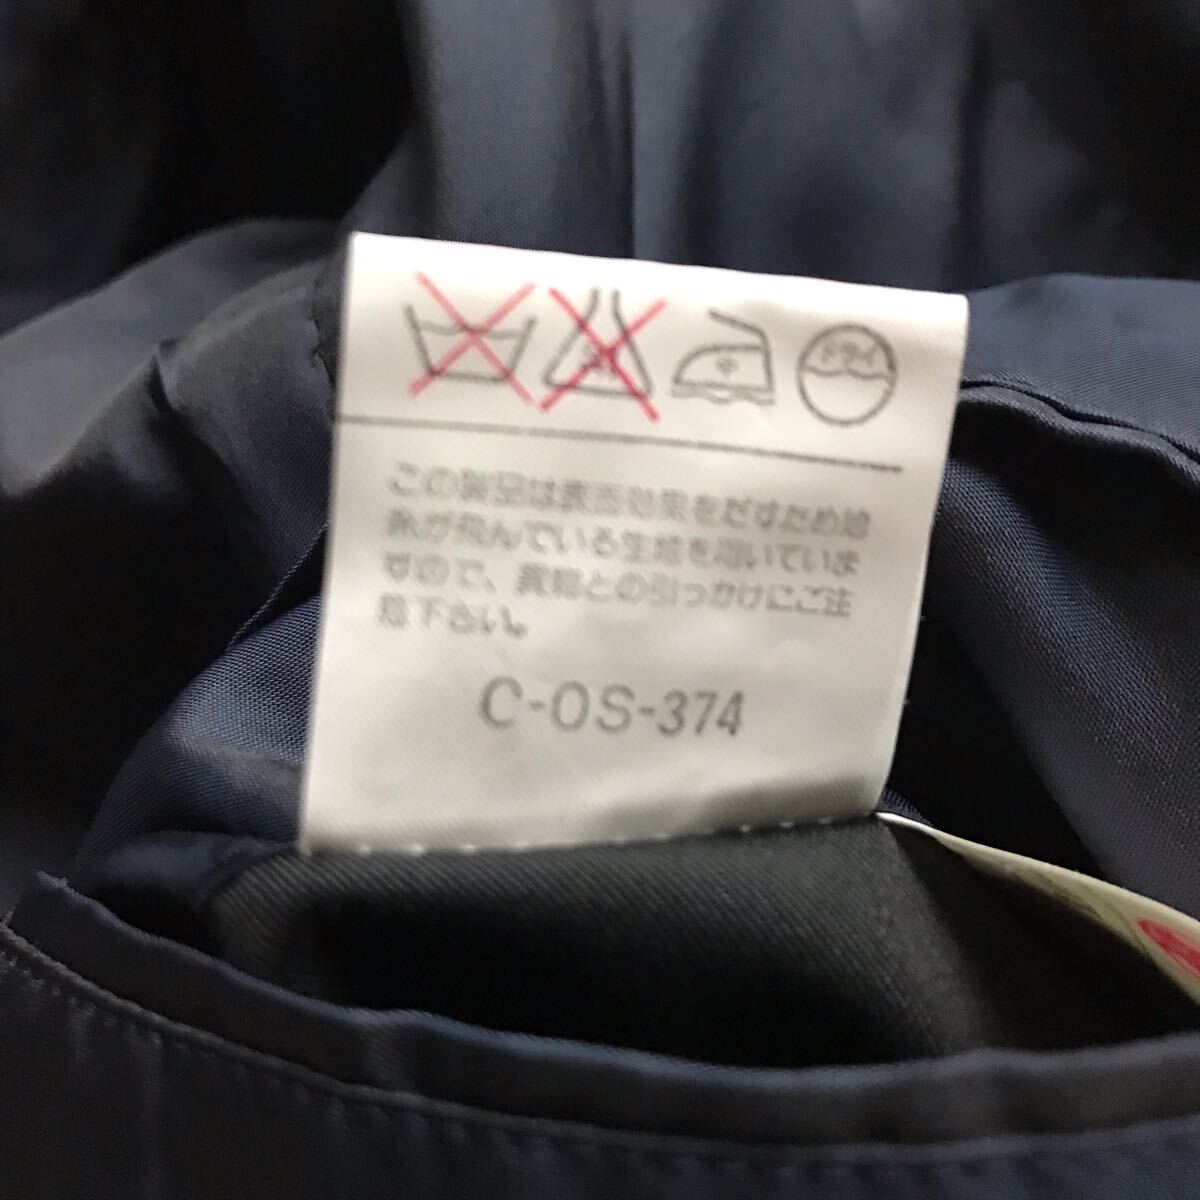 ドライ
この製品は表面効果をだすため地
糸が飛んでいる生地を用いていま
すので、異物との引っかけにご注
意下さい。
C-OS-374